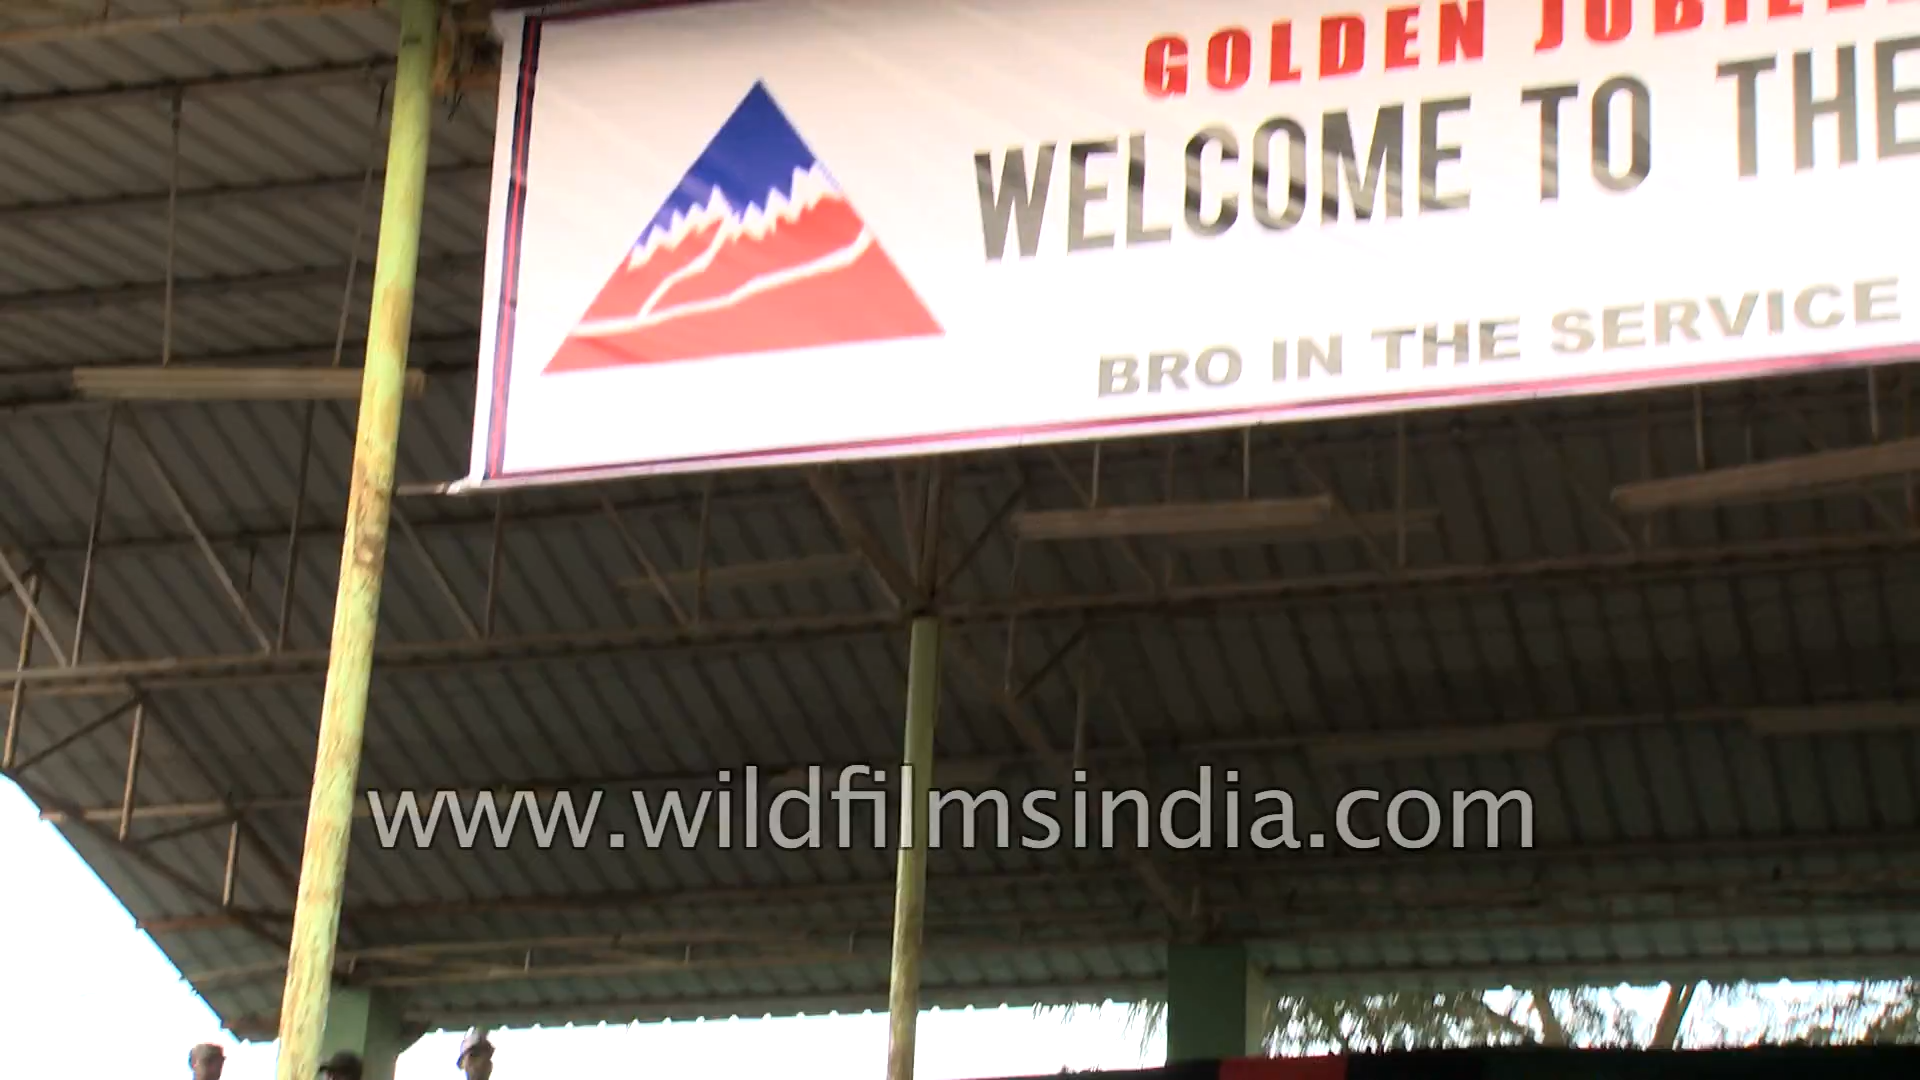 GOLDEN
WELCOME TO THE
BRO IN THE SERVICE
www.wildfilmsindia.com